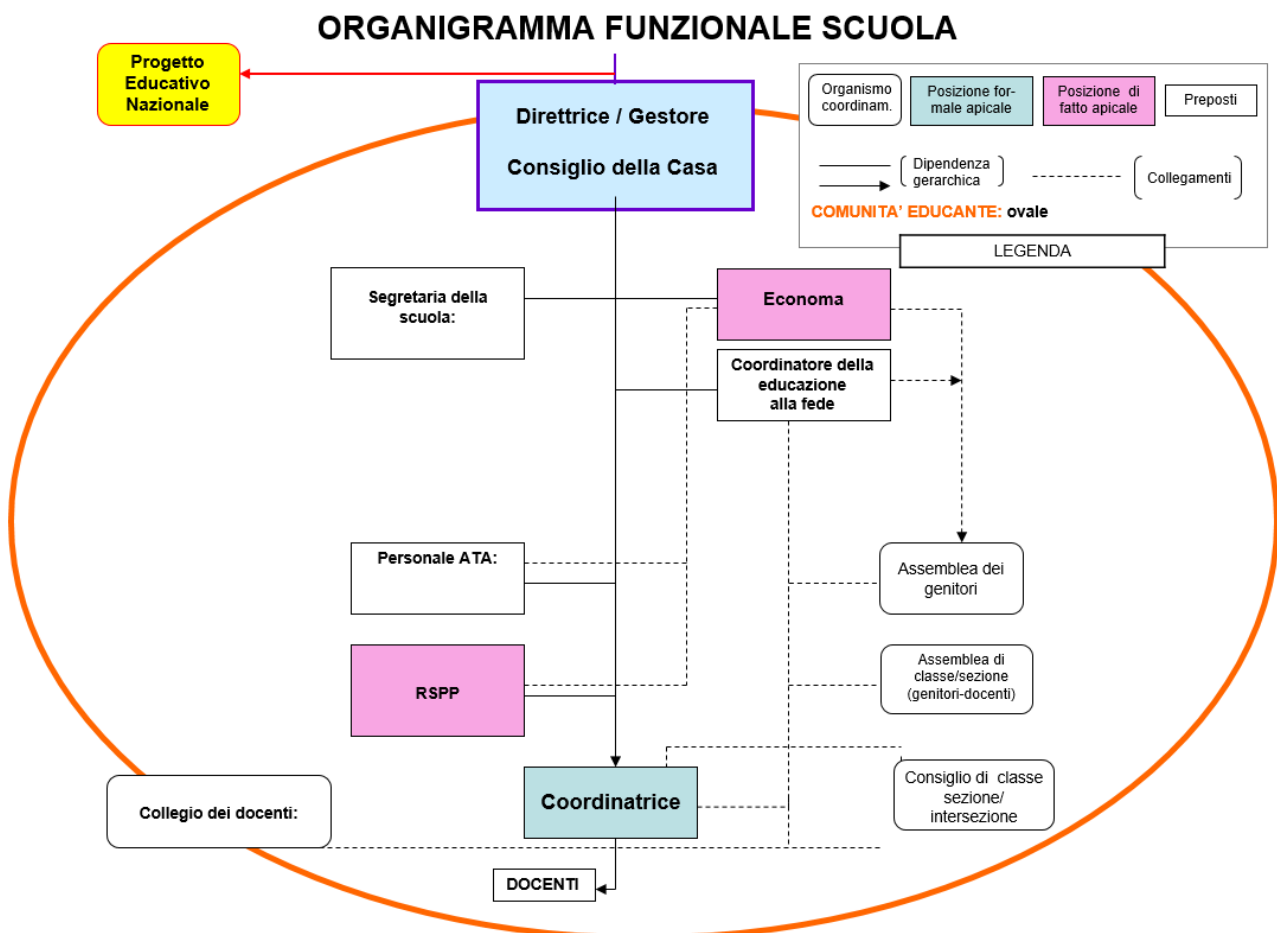 ORGANIGRAMMA FUNZIONALE SCUOLA
Progetto
Educativo
Nazionale
Direttrice / Gestore
Consiglio della Casa
Organismo
coordinam.
Posizione for-
male apicale
Posizione di
fatto apicale
Preposti
Dipendenza
gerarchica
Collegamenti
COMUNITA’ EDUCANTE: ovale
LEGENDA
Segretaria della
scuola:
Economa
Coordinatore della
educazione
alla fede
Personale ATA:
Assemblea dei
genitori
RSPP
Assemblea di
classe/sezione
(genitori-docenti)
Collegio dei docenti:
Coordinatrice
Consiglio di classe
sezione/
intersezione
DOCENTI